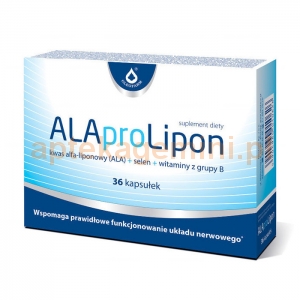 suplement diety
ALAproLipon
kwas alfa-liponowy (ALA) + selen + witaminy z grupy B
36 kapsułek
Wspomaga prawidłowe funkcjonowanie układu nerwowego*